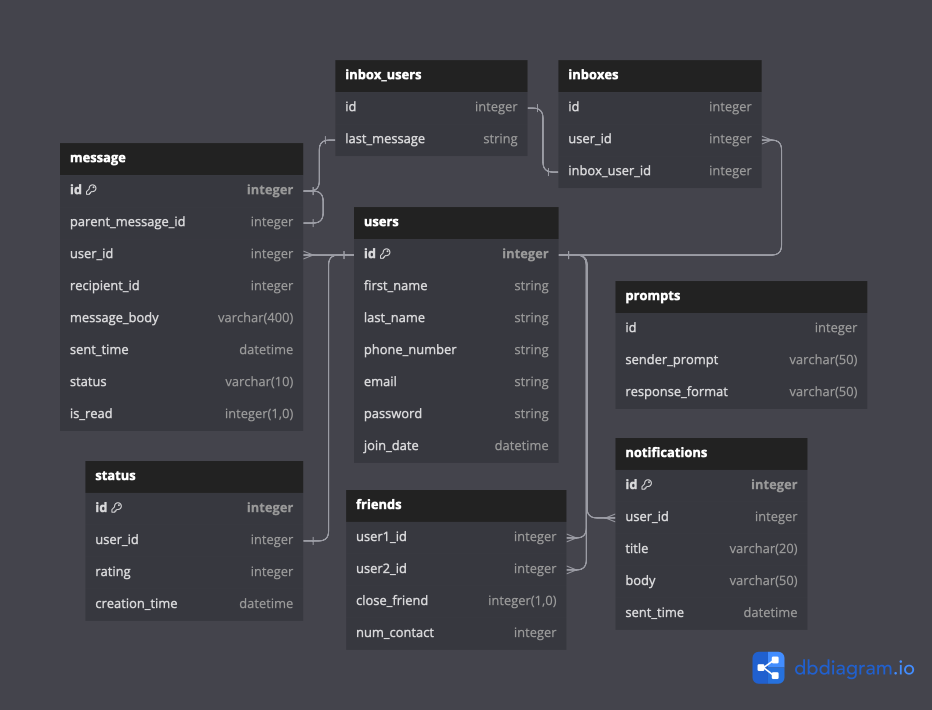 inbox_users
id integer
last_message string
inboxes
id integer
user_id integer
inbox_user_id integer
message
id integer
parent_message_id integer
user_id integer
recipient_id integer
message_body varchar(400)
sent_time datetime
status varchar(10)
is_read integer(1,0)
users
id integer
first_name string
last_name string
phone_number string
email string
password string
join_date datetime
prompts
id integer
sender_prompt varchar(50)
response_format varchar(50)
status
id integer
user_id integer
rating integer
creation_time datetime
friends
user1_id integer
user2_id integer
close_friend integer(1,0)
num_contact integer
notifications
id integer
user_id integer
title varchar(20)
body varchar(50)
sent_time datetime
dbdiagram.io